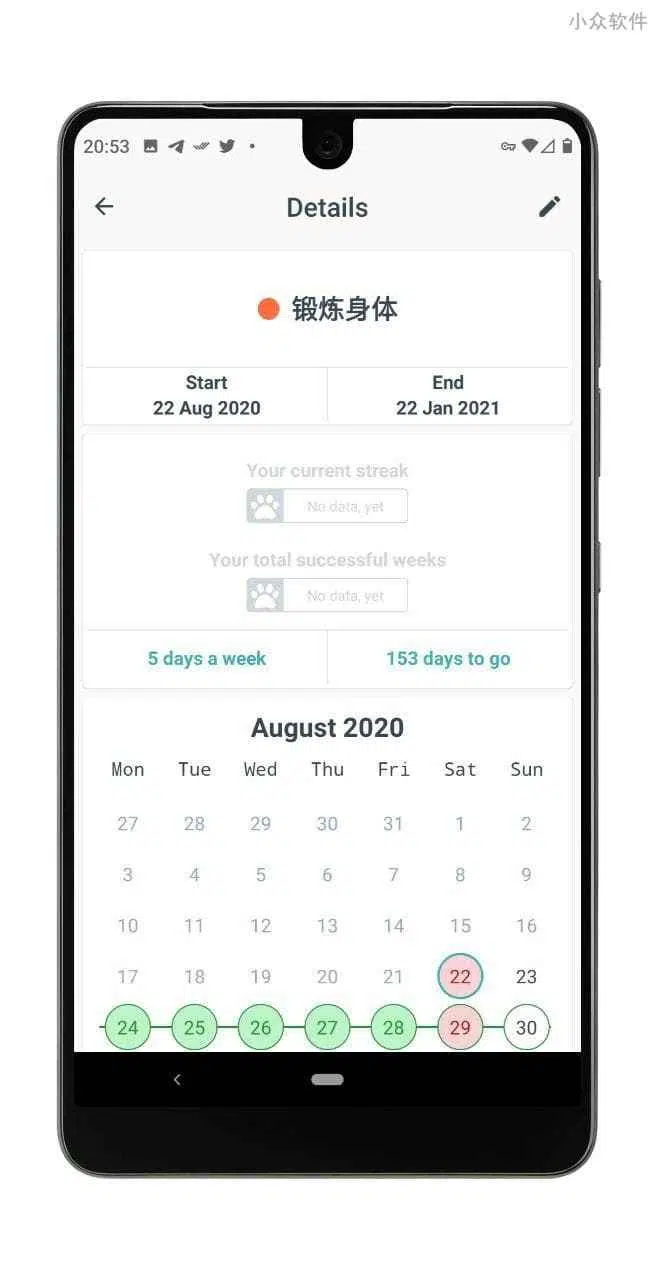 小众软件
20:53
Details
锻炼身体
Start
End
22 Aug 2020
22 Jan 2021
Your current streak
No data, yet
Your total successful weeks
No data, yet
5 days a week
153 days to go
August 2020
Mon Tue Wed Thu Fri Sat Sun
27 28 29 30 31 1 2
3 4 5 6 7 8 9
10 11 12 13 14 15 16
17 18 19 20 21 22 23
24 25 26 27 28 29 30